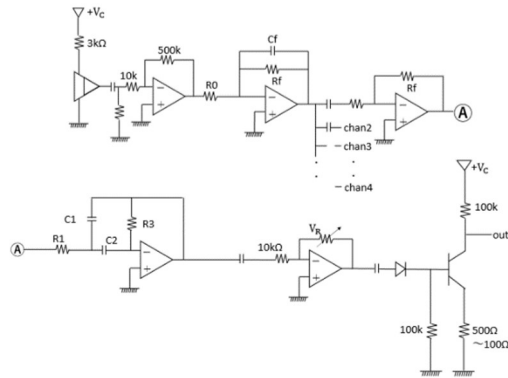 +Vc
3kΩ
10k
500k
R0
Cf
Rf
Rf
A
chan2
chan3
chan4
A
R1
C1
C2
R3
10kΩ
VR
+Vc
100k
out
100k
500Ω
～100Ω